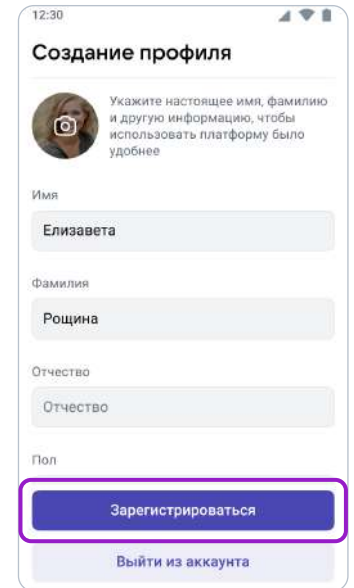 12:30
Создание профиля
Укажите настоящее имя, фамилию
и другую информацию, чтобы
использовать платформу было
удобнее
Имя
Елизавета
Фамилия
Рощина
Отчество
Отчество
Пол
Зарегистрироваться
Выйти из аккаунта